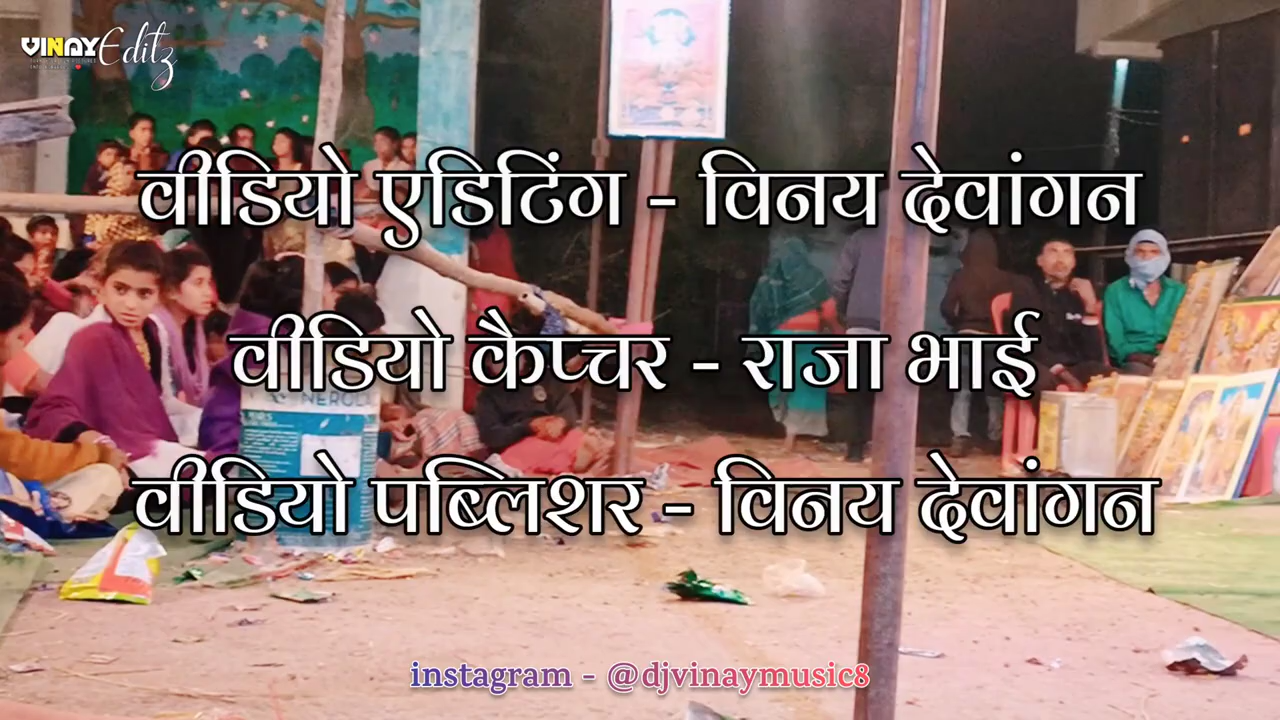 VINAY Editz
वीडियो एडिटिंग - विनय देवांगन
वीडियो कैप्चर - राजा भाई
वीडियो पब्लिशर - विनय देवांगन
instagram - @djvinaymusic8